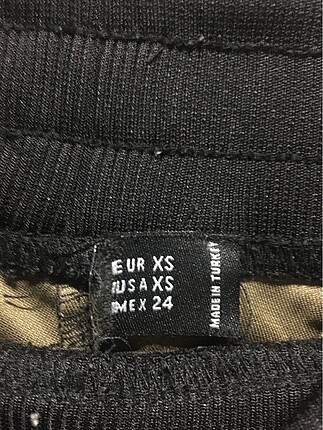 EUR XS
USA XS
MEX 24
MADE IN TURKEY